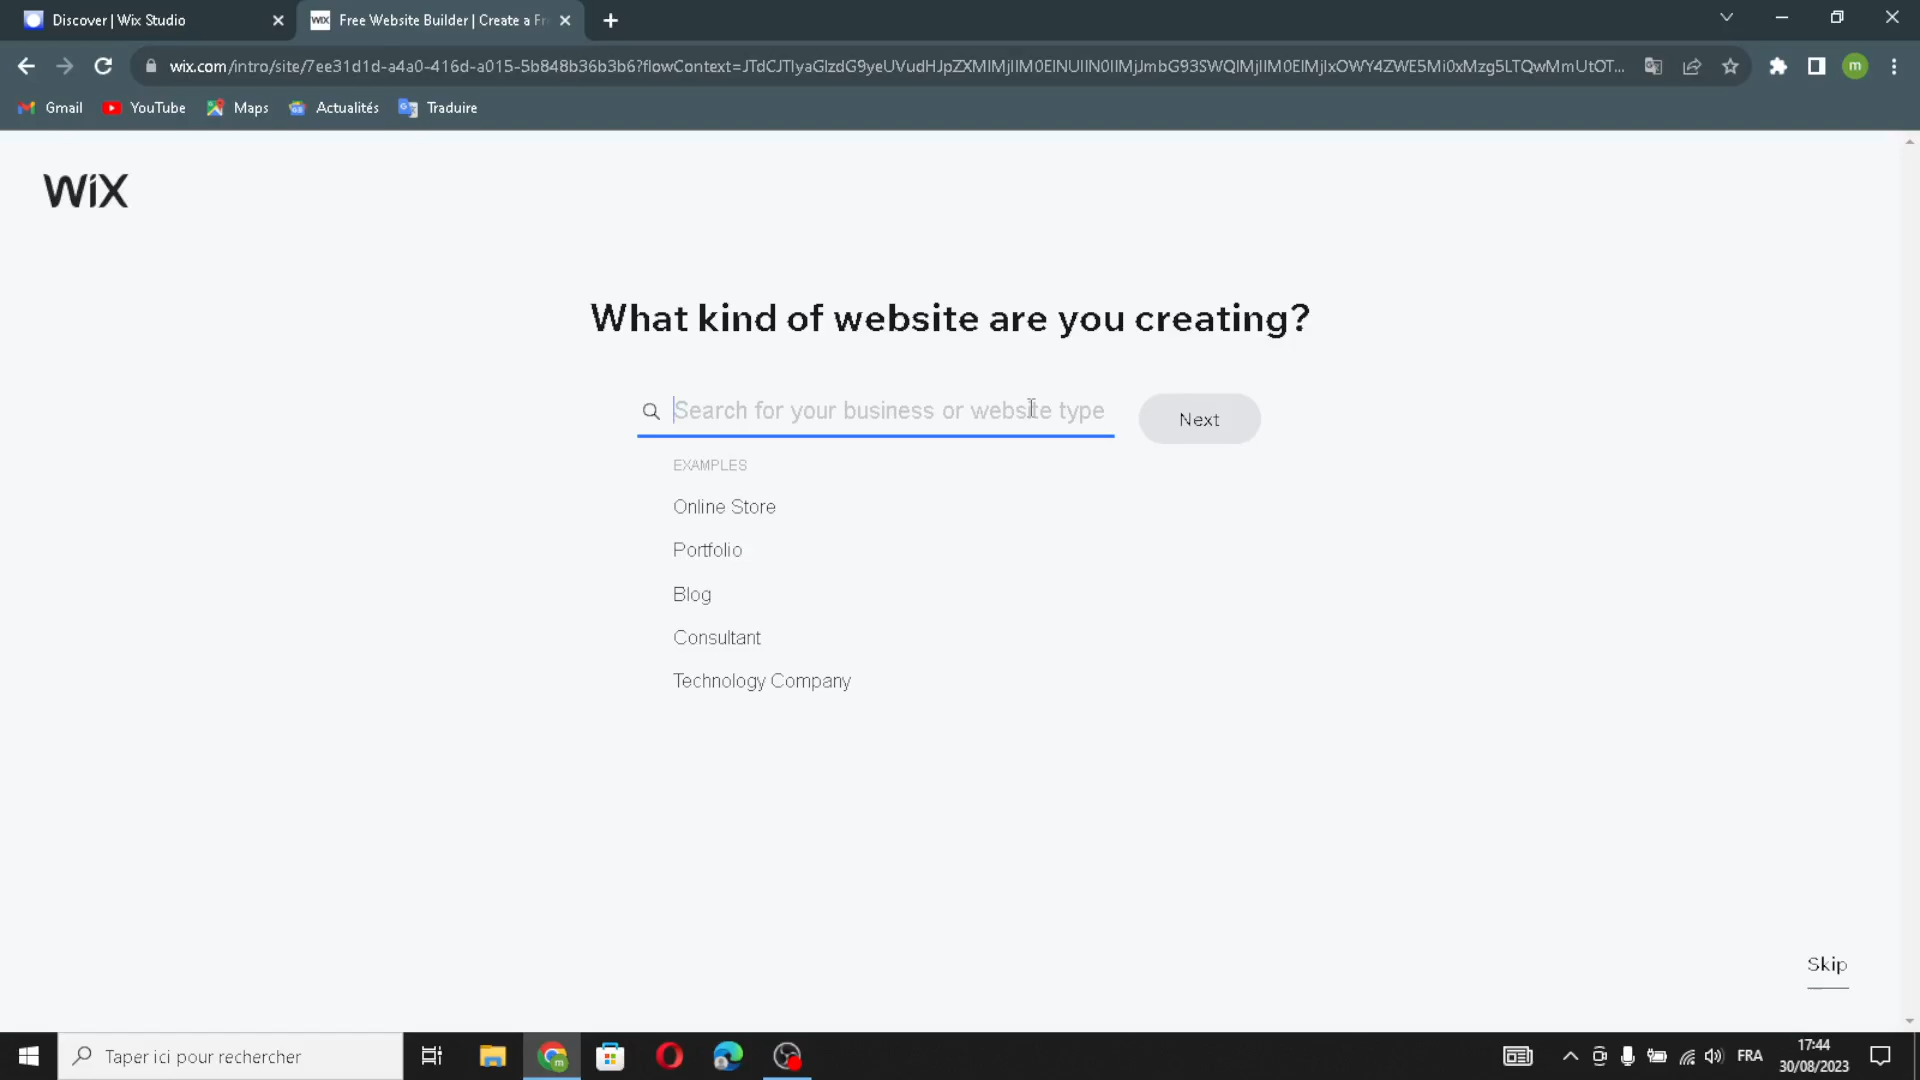 Discover | Wix Studio
WiX Free Website Builder | Create a Fr
wix.com/intro/site/7ee31d1d-a4a0-416d-a015-5b848b36b3b6?flowContext=
m
Gmail
YouTube
Maps
Actualités
Traduire
WiX
What kind of website are you creating?
Search for your business or website type
Next
EXAMPLES
Online Store
Portfolio
Blog
Consultant
Technology Company
Skip
Taper ici pour rechercher
FRA
17:44
30/08/2023